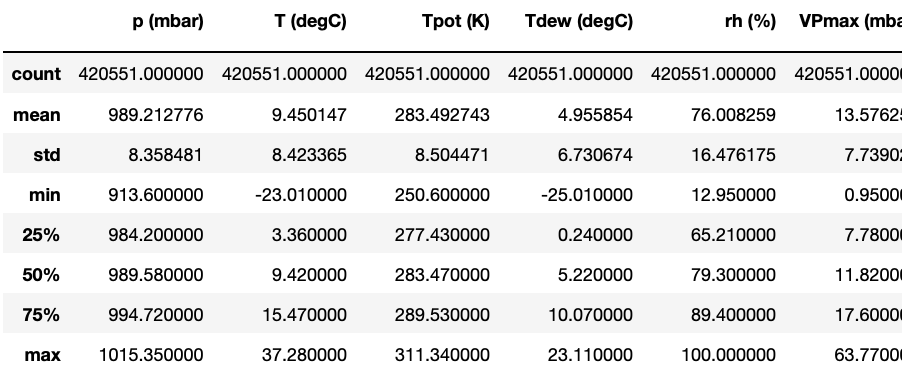 p (mbar) T (degC) Tpot (K) Tdew (degC) rh (%) VPmax (mba
count 420551.000000 420551.000000 420551.000000 420551.000000 420551.000000 420551.00000
mean 989.212776 9.450147 283.492743 4.955854 76.008259 13.57625
std 8.358481 8.423365 8.504471 6.730674 16.476175 7.73902
min 913.600000 -23.010000 250.600000 -25.010000 12.950000 0.95000
25% 984.200000 3.360000 277.430000 0.240000 65.210000 7.78000
50% 989.580000 9.420000 283.470000 5.220000 79.300000 11.82000
75% 994.720000 15.470000 289.530000 10.070000 89.400000 17.60000
max 1015.350000 37.280000 311.340000 23.110000 100.000000 63.77000